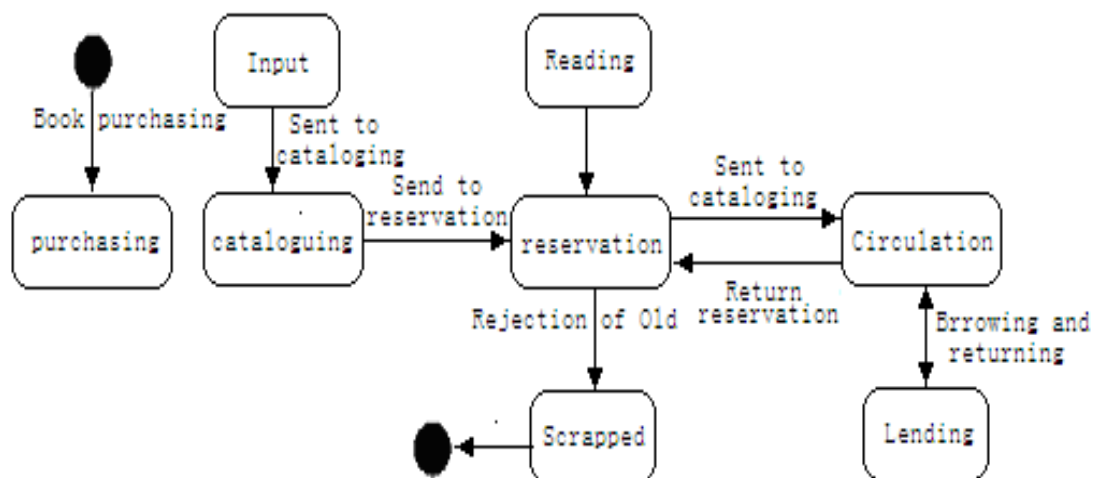 Input
Reading
Book purchasing
Sent to
cataloging
Send to
reservation
Sent to
cataloging
purchasing
cataloguing
reservation
Circulation
Rejection of Old
Return
reservation
Brrowing and
returning
Scrapped
Lending